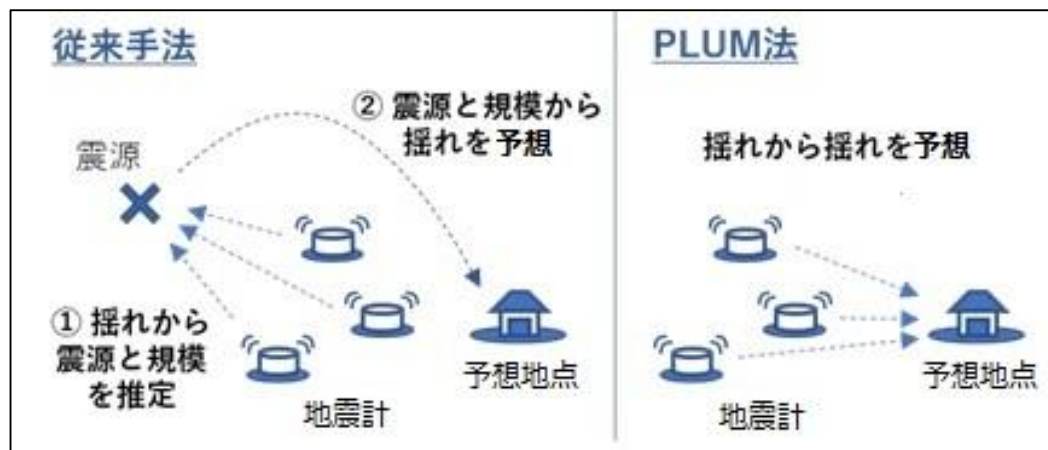 従来手法
② 震源と規模から
揺れを予想
震源
① 揺れから
震源と規模
を推定
地震計
予想地点
PLUM法
揺れから揺れを予想
地震計
予想地点